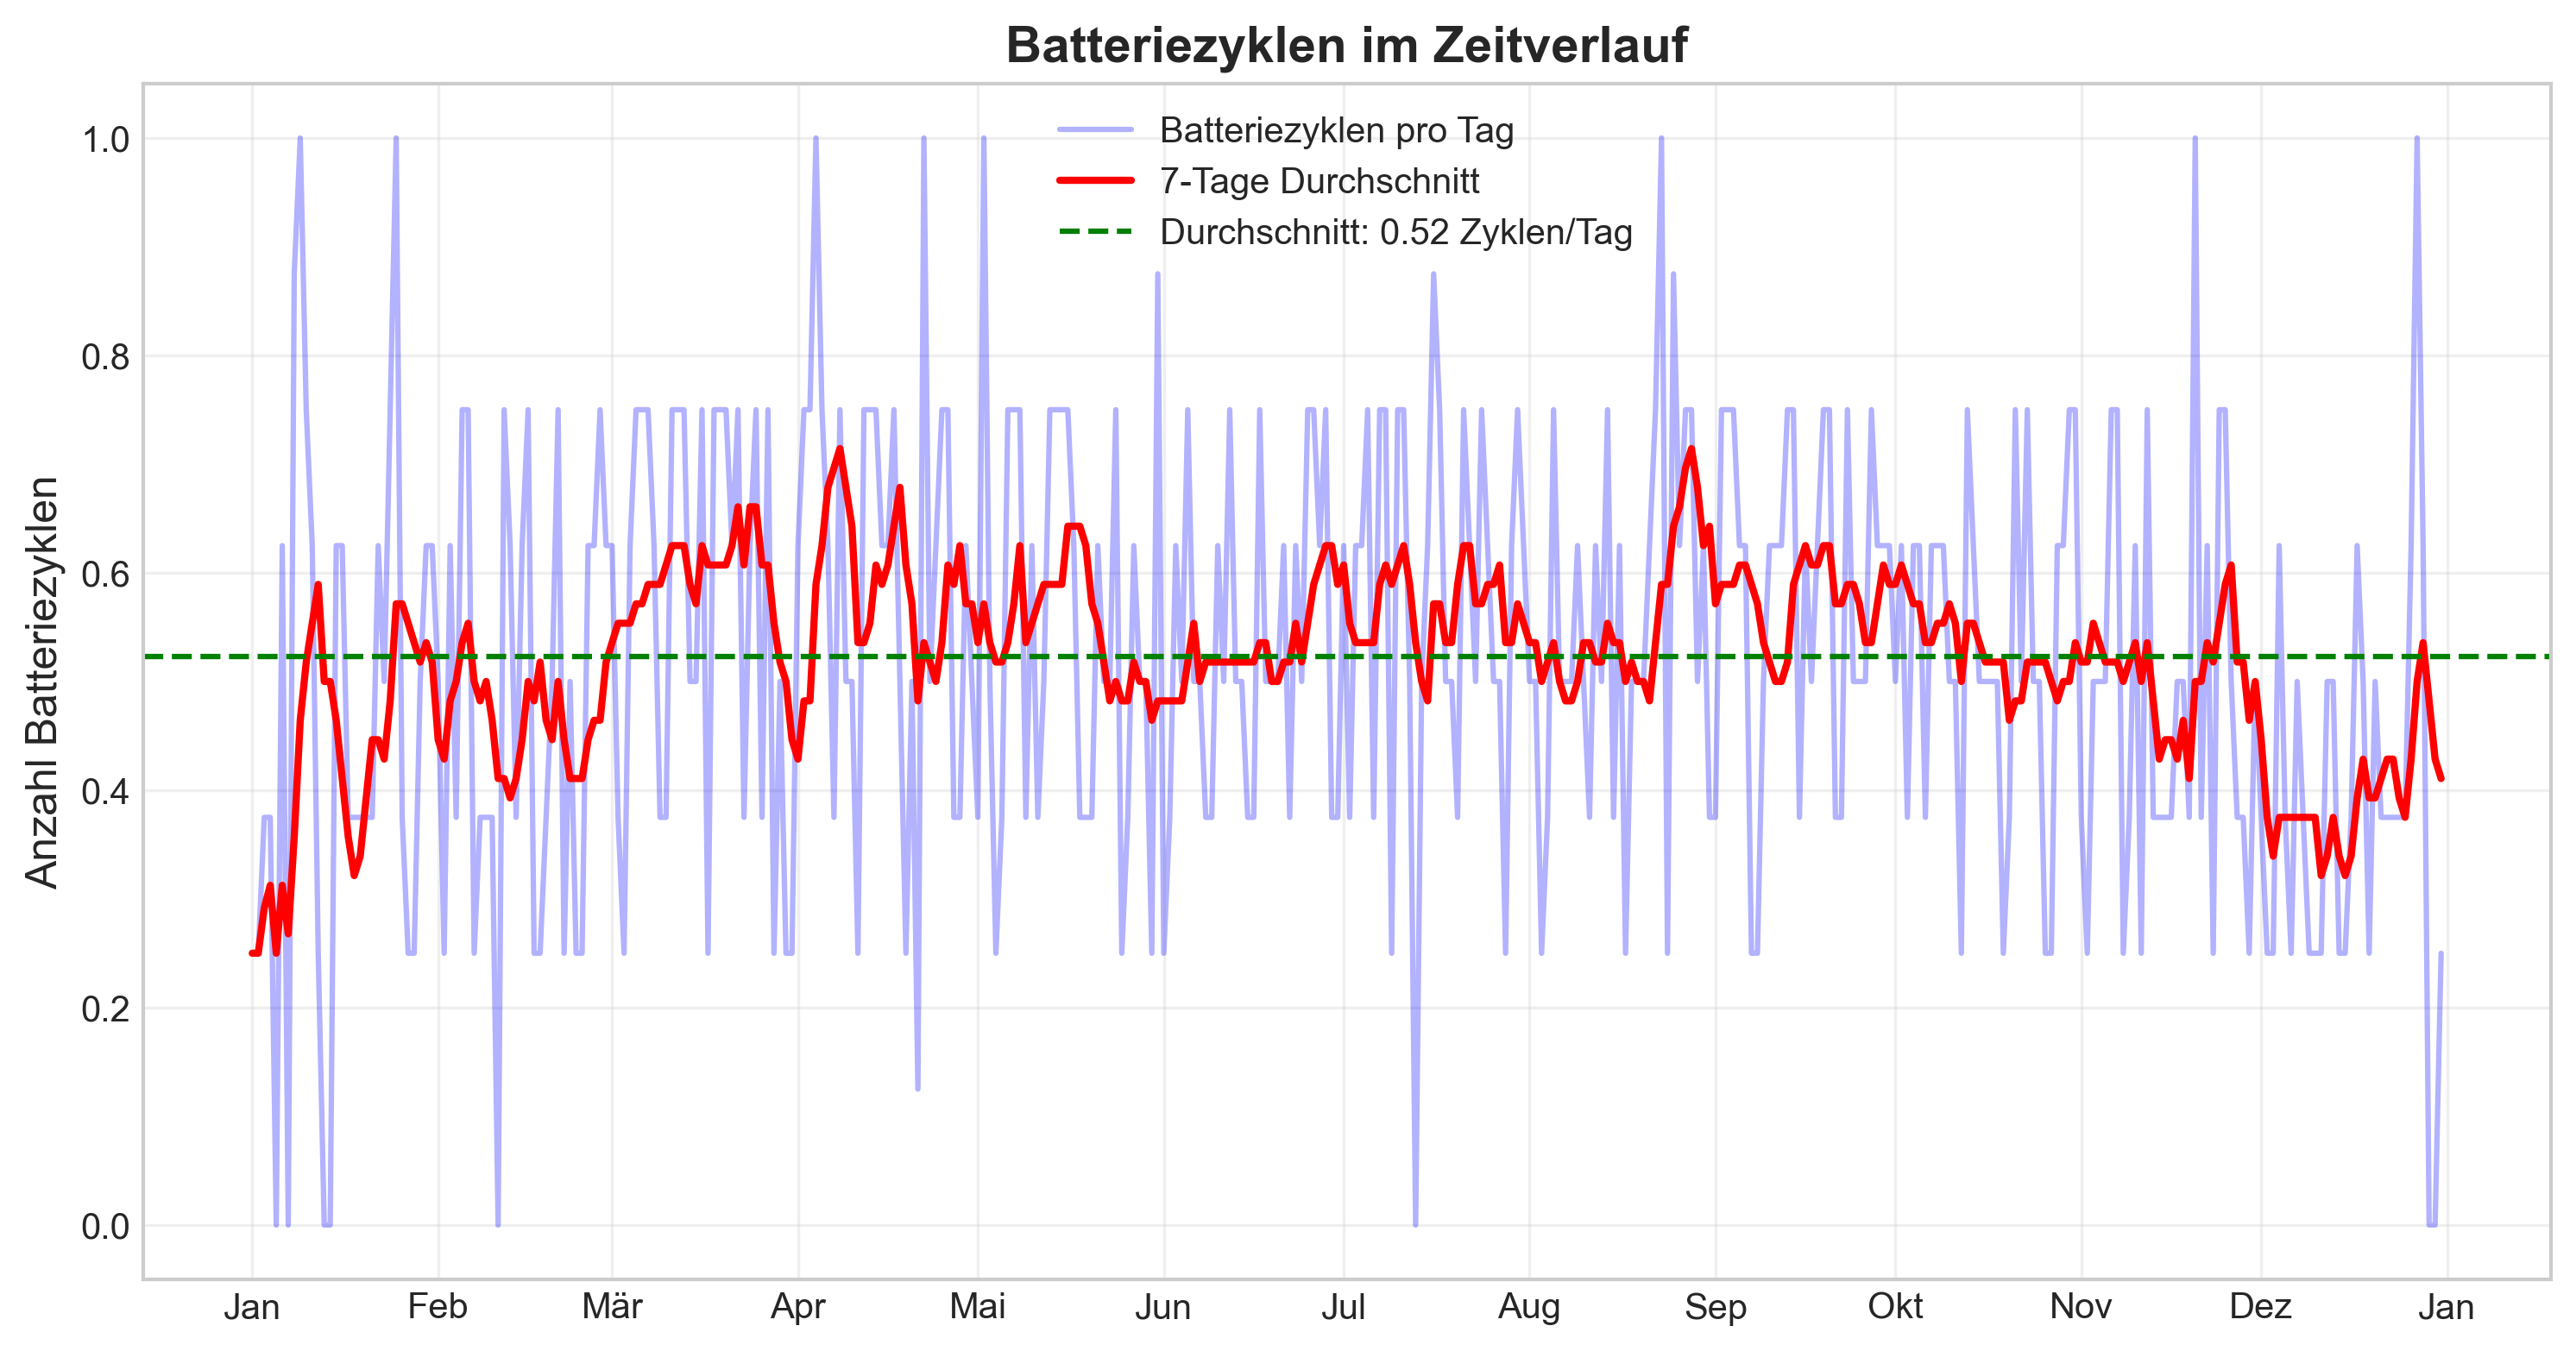 Batteriezyklen im Zeitverlauf
Batteriezyklen pro Tag
7-Tage Durchschnitt
Durchschnitt: 0.52 Zyklen/Tag
Anzahl Batteriezyklen
1.0
0.8
0.6
0.4
0.2
0.0
Jan Feb Mär Apr Mai Jun Jul Aug Sep Okt Nov Dez Jan